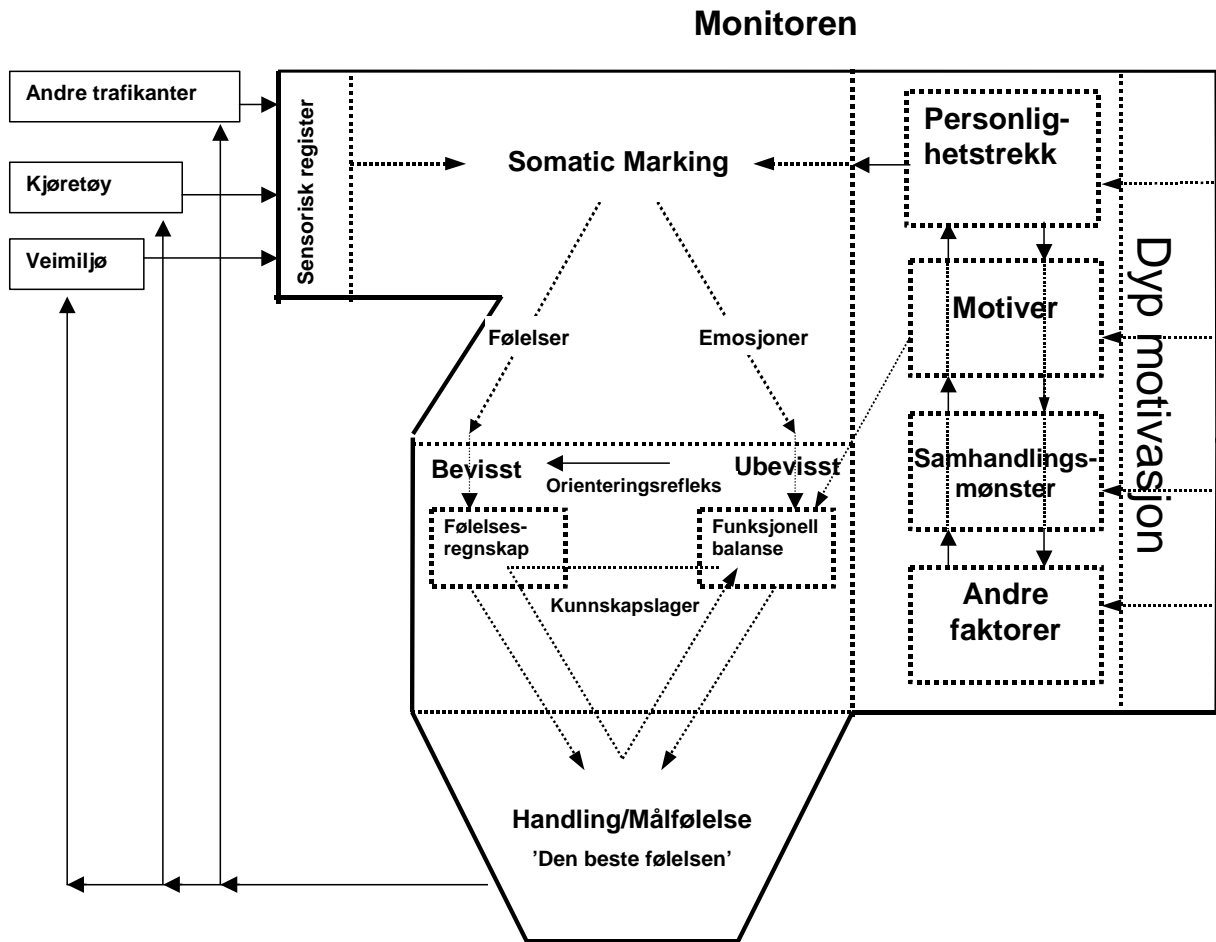 Monitoren
Andre trafikanter
Kjøretøy
Veimiljø
Sensorisk register
Somatic Marking
Personlig-
hetstrekk
Motiver
Samhandlings-
mønster
Andre
faktorer
Dyp motivasjon
Følelser
Emosjoner
Bevisst
Ubevisst
Orienteringsrefleks
Følelses-
regnskap
Funksjonell
balanse
Kunnskapslager
Handling/Målfølelse
’Den beste følelsen’